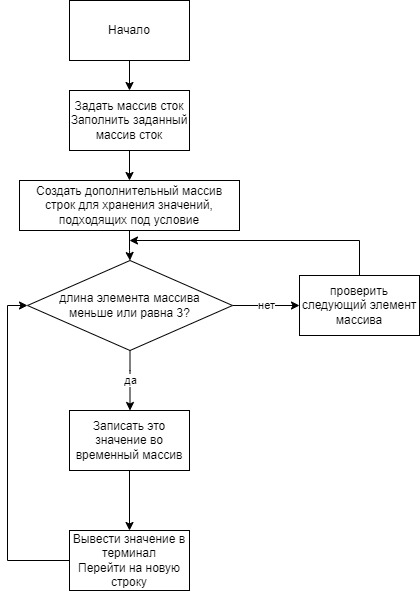 Начало
Задать массив сток
Заполнить заданный
массив сток
Создать дополнительный массив
строк для хранения значений,
подходящих под условие
длина элемента массива
меньше или равна 3?
нет
проверить
следующий элемент
массива
да
Записать это
значение во
временный массив
Вывести значение в
терминал
Перейти на новую
строку